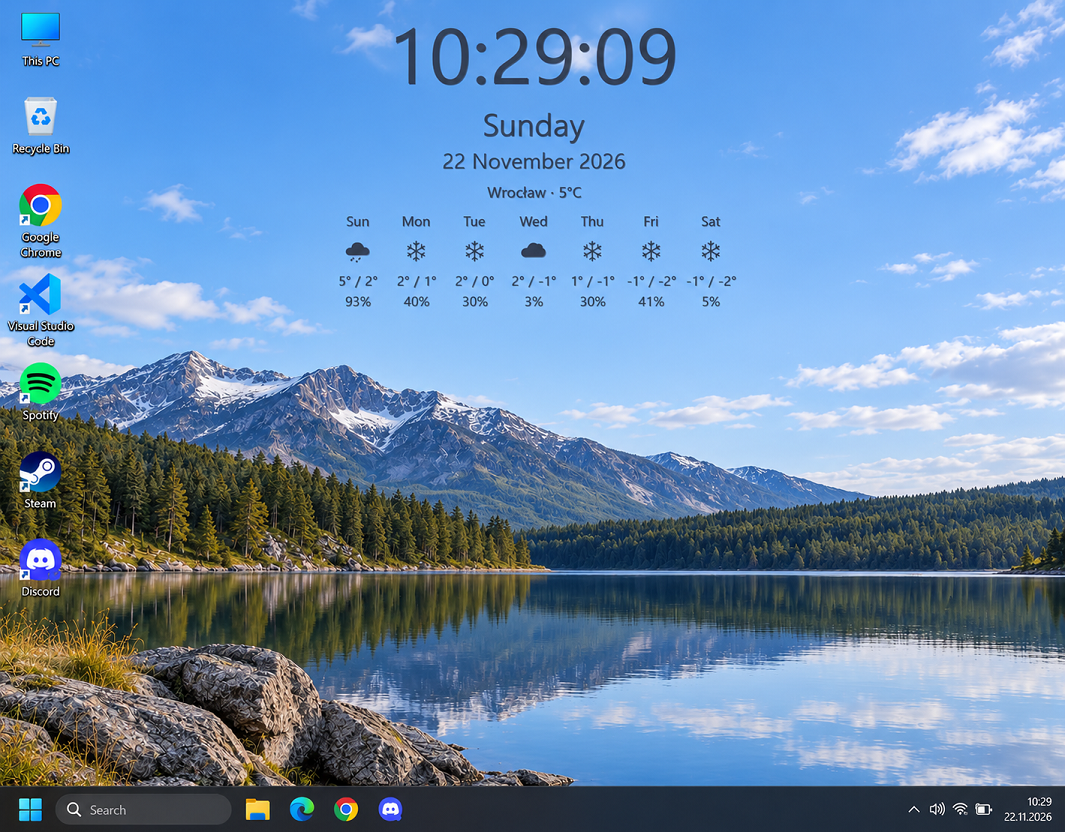 This PC
Recycle Bin
Google
Chrome
Visual Studio
Code
Spotify
Steam
Discord
10:29:09
Sunday
22 November 2026
Wrocław · 5°C
Sun Mon Tue Wed Thu Fri Sat
5° / 2° 2° / 1° 2° / 0° 2° / -1° 1° / -1° -1° / -2° -1° / -2°
93% 40% 30% 3% 30% 41% 5%
Search
10:29
22.11.2026